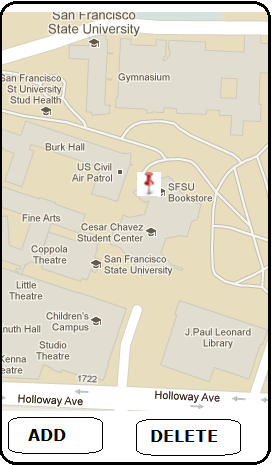 San Francisco
State University
Gymnasium
San Francisco
St University
Stud Health
Burk Hall
US Civil
Air Patrol
SFSU
Bookstore
Fine Arts
Cesar Chavez
Student Center
Coppola
Theatre
San Francisco
State University
Little
Theatre
Children's
Campus
nuth Hall
J.Paul Leonard
Library
Studio
Theatre
Kenna
eatre
1722
Holloway Ave
Holloway Ave
ADD
DELETE